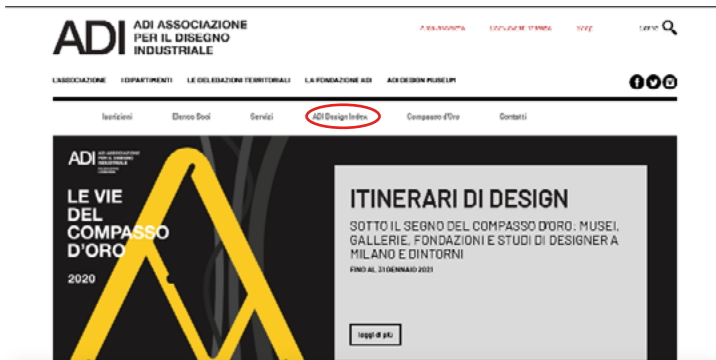 ADI
ADI ASSOCIAZIONE
PER IL DISEGNO
INDUSTRIALE
L'ASSOCIAZIONE I DIPARTIMENTI LE DELEGAZIONI TERRITORIALI LA FONDAZIONE ADI ADI DESIGN MUSEUM
Iscrizioni Elenco Soci Servizi ADI Design Index Compasso d'Oro Contatti
ADI
LE VIE
DEL
COMPASSO
D'ORO
2020
ITINERARI DI DESIGN
SOTTO IL SEGNO DEL COMPASSO D'ORO: MUSEI,
GALLERIE, FONDAZIONI E STUDI DI DESIGNER A
MILANO E DINTORNI
FINO AL 31 GENNAIO 2021
leggi di più